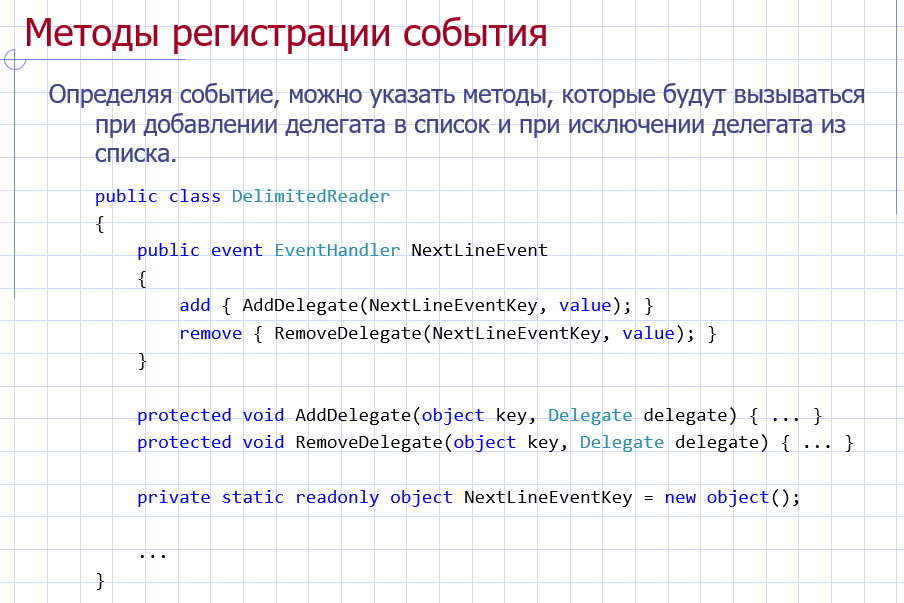 Методы регистрации события
Определяя событие, можно указать методы, которые будут вызываться
при добавлении делегата в список и при исключении делегата из
списка.
public class DelimitedReader
{
    public event EventHandler NextLineEvent
    {
        add { AddDelegate(NextLineEventKey, value); }
        remove { RemoveDelegate(NextLineEventKey, value); }
    }

    protected void AddDelegate(object key, Delegate delegate) { ... }
    protected void RemoveDelegate(object key, Delegate delegate) { ... }

    private static readonly object NextLineEventKey = new object();

    ...
}